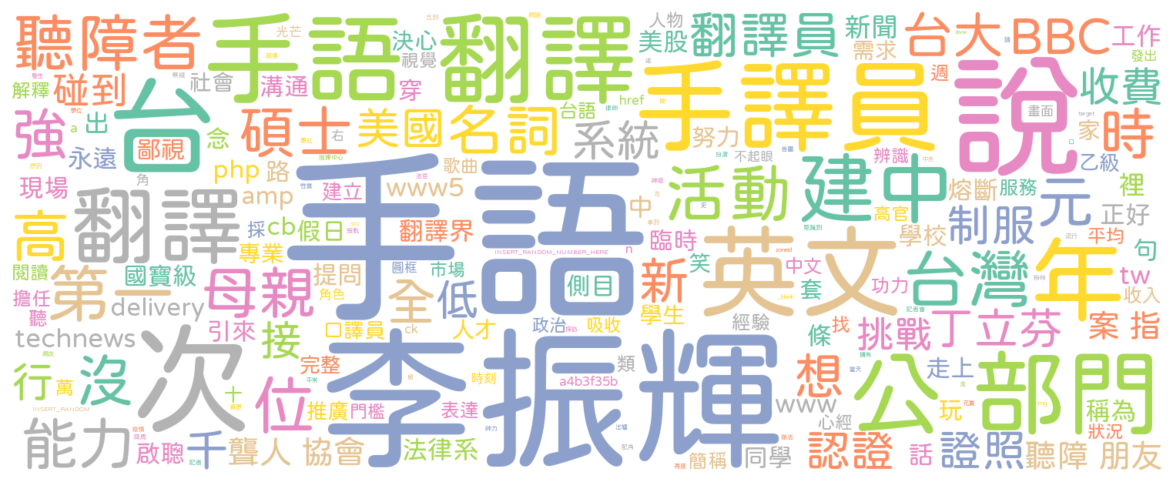 聽障者
手語翻譯
決心
視覺
人物
美股
翻譯員
新聞
需求
台大
BBC
工作
發出
光芒
解釋
碰到
社會
溝通
穿
台語
href
手譯員
說
畫面
週
收費
強
a
出
台
鄙視
念
碩士
右
美國
名詞
系統
努力
不起眼
辨識
家
時
乙級
永遠
現場
角
php
路
amp
建立
歌曲
www5
中
活動
建中
高官
熔斷
服務
裡
元
正好
高
翻譯
採
cb
假日
專業
翻譯界
手語
INSERT_RANDOM_NUMBER_HERE
n
臨時
學校
制服
平均
句
閱讀
第一
國寶級
母親
提問
角色
圓框
市場
全
低
側目
新
笑
英文
中文
套
功力
台灣
年
tw
收入
擔任
聽
delivery
technews
引來
接
口譯員
ck
人才
政治
吸收
學生
經驗
條
找
挑戰
丁立芬
案
指
行
萬
沒
次
位
十
完整
李振輝
時刻
類
a4b3f35b
想
走上
公部門
玩
稱為
狀況
INSERT_RANDOM
能力
啟聰
千
聾人
協會
推廣
門檻
表達
法律系
簡稱
同學
www
心經
認證
話
證照
聽障
朋友